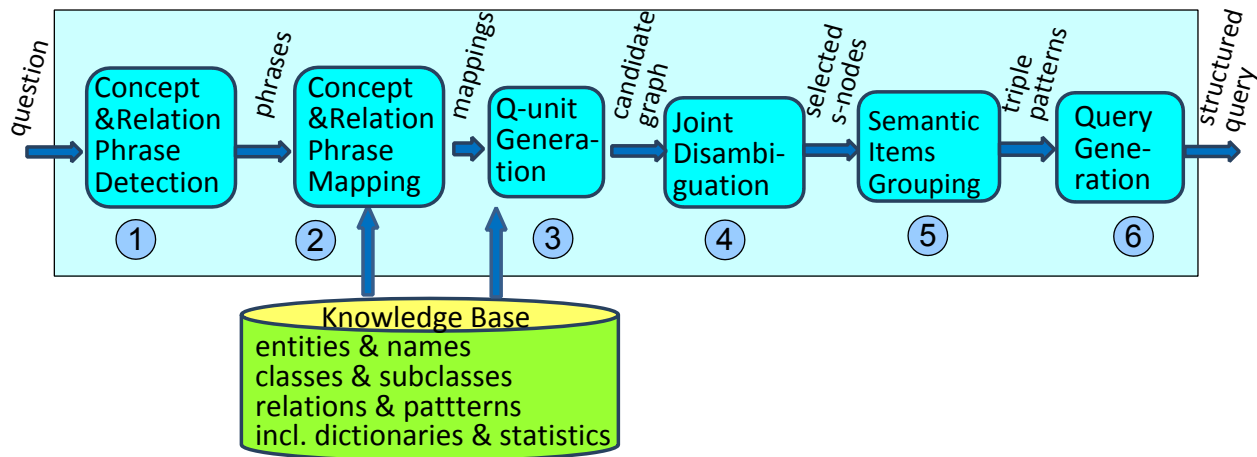 question
Concept
&Relation
Phrase
Detection
1
phrases
Concept
&Relation
Phrase
Mapping
2
mappings
Q-unit
Genera-
tion
3
candidate
graph
Joint
Disambi-
guation
4
selected
s-nodes
Semantic
Items
Grouping
5
triple
patterns
Query
Gene-
ration
6
structured
query
Knowledge Base
entities & names
classes & subclasses
relations & pattterns
incl. dictionaries & statistics